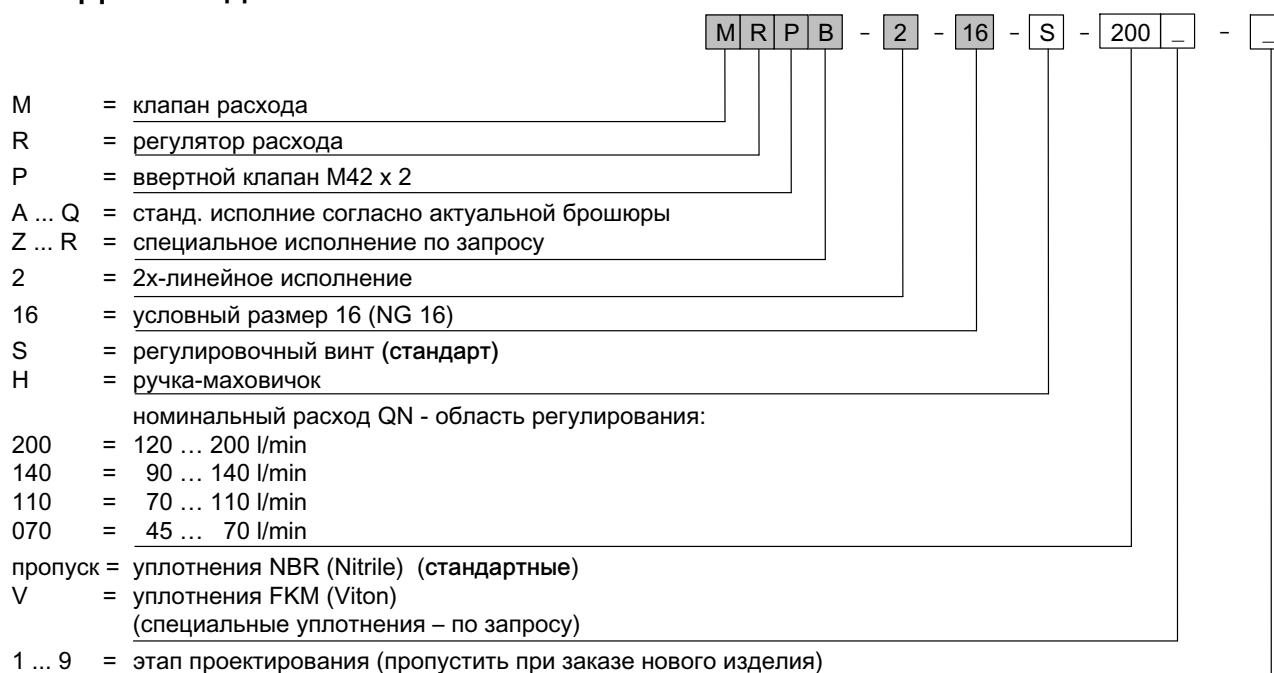 M R P B - 2 - 16 - S - 200 _ - _
M = клапан расхода
R = регулятор расхода
P = ввертной клапан M42 x 2
A ... Q = станд. исполние согласно актуальной брошюры
Z ... R = специальное исполнение по запросу
2 = 2х-линейное исполнение
16 = условный размер 16 (NG 16)
S = регулировочный винт (стандарт)
H = ручка-маховичок
номинальный расход QN - область регулирования:
200 = 120 … 200 l/min
140 = 90 … 140 l/min
110 = 70 … 110 l/min
070 = 45 … 70 l/min
пропуск = уплотнения NBR (Nitrile) (стандартные)
V = уплотнения FKM (Viton)
(специальные уплотнения – по запросу)
1 ... 9 = этап проектирования (пропустить при заказе нового изделия)